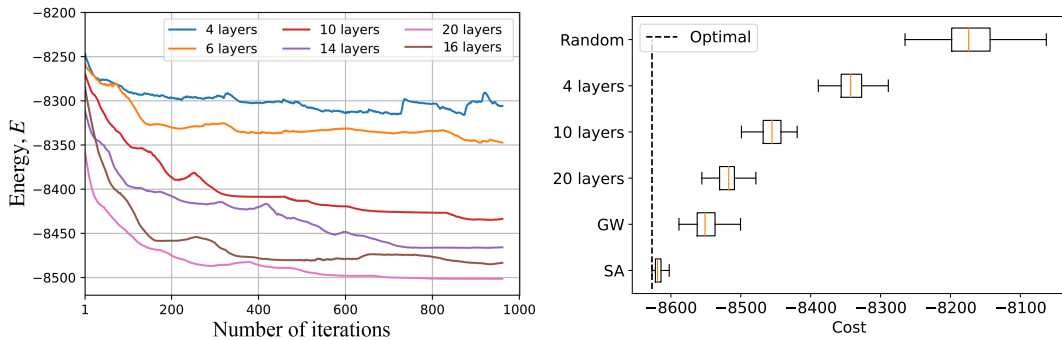 −8200
−8250
−8300
−8350
−8400
−8450
−8500
Energy, E
4 layers
6 layers
10 layers
14 layers
20 layers
16 layers
1 200 400 600 800 1000
Number of iterations
Optimal
Random
4 layers
10 layers
20 layers
GW
SA
−8600 −8500 −8400 −8300 −8200 −8100
Cost